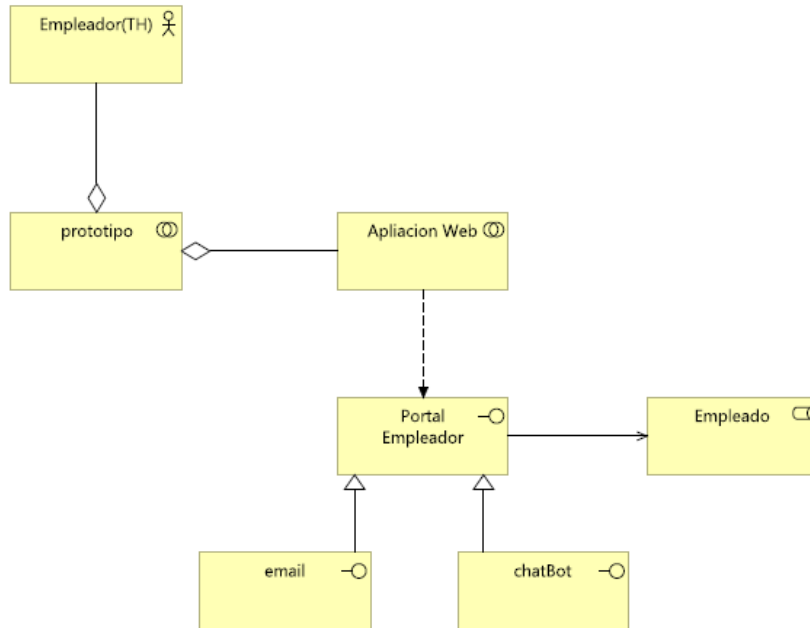 Empleador(TH)
prototipo
Apliacion Web
Portal
Empleador
Empleado
email
chatBot